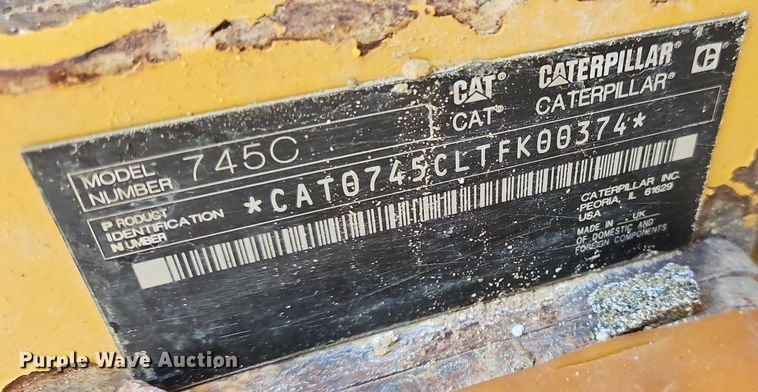 CAT® CATERPILLAR®
CAT® CATERPILLAR®
MODEL
NUMBER 745C
PRODUCT
IDENTIFICATION
NUMBER
*CAT0745CLTFK00374*
CATERPILLAR INC.
PEORIA, IL 61629
USA
MADE IN UK
OF DOMESTIC AND
FOREIGN COMPONENTS
Purple Wave Auction.